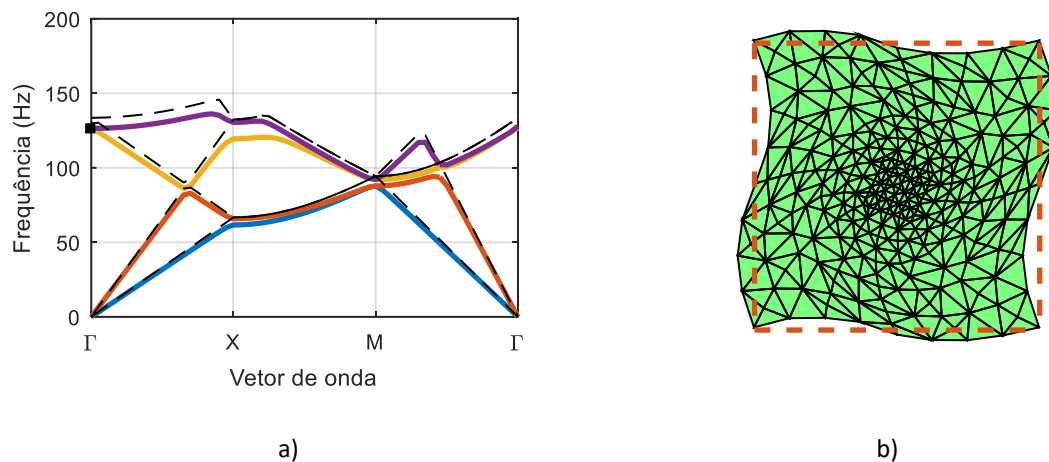 200
150
100
50
0
Frequência (Hz)
Γ X M Γ
Vetor de onda
a) b)